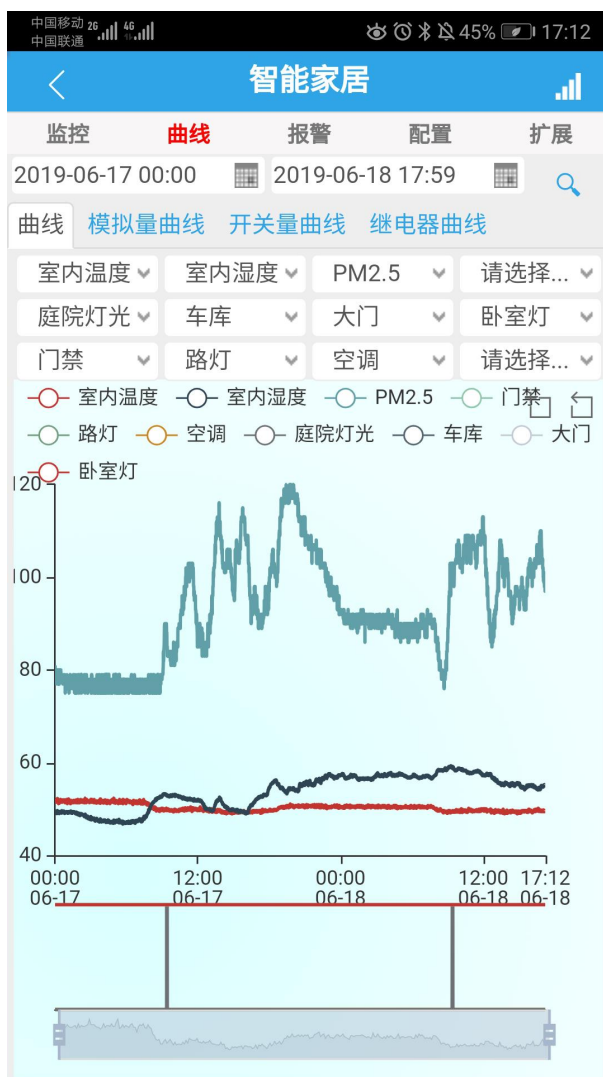 中国移动 2G 4G
中国联通
45% 17:12
智能家居
监控 曲线 报警 配置 扩展
2019-06-17 00:00 2019-06-18 17:59
曲线 模拟量曲线 开关量曲线 继电器曲线
室内温度 室内湿度 PM2.5 请选择...
庭院灯光 车库 大门 卧室灯
门禁 路灯 空调 请选择...
室内温度 室内湿度 PM2.5 门禁
路灯 空调 庭院灯光 车库 大门
卧室灯
120
100
80
60
40
00:00 12:00 00:00 12:00 17:12
06-17 06-17 06-18 06-18 06-18